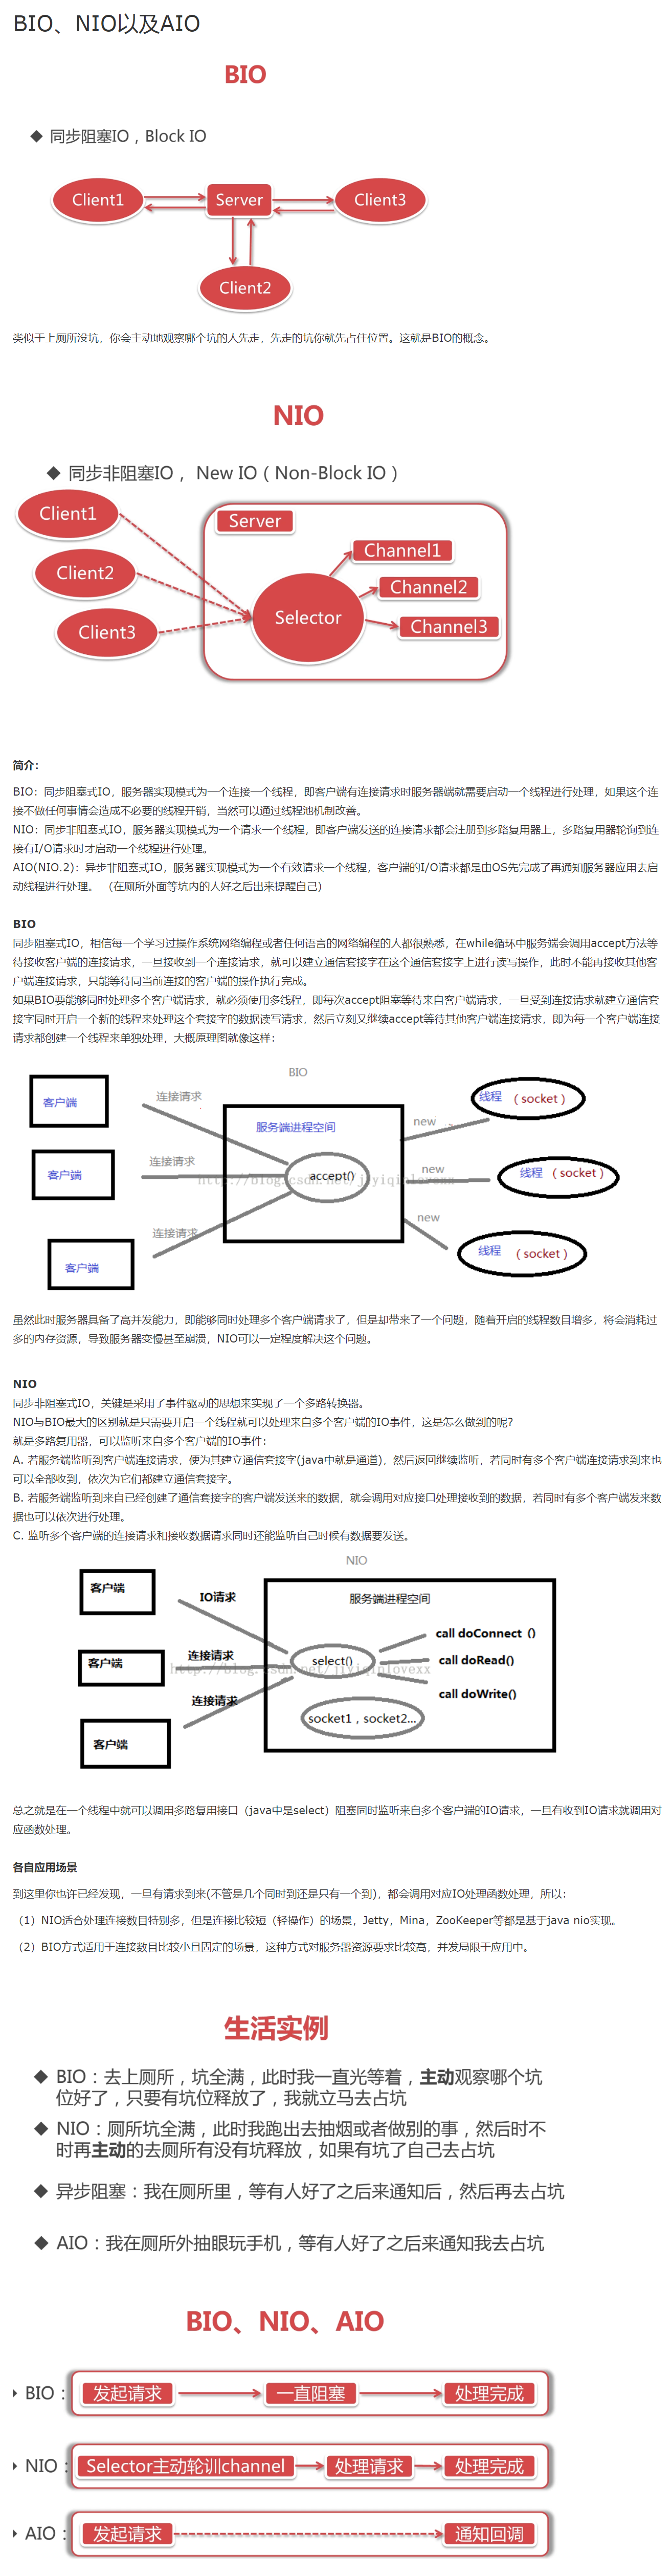 BIO、NIO以及AIO
BIO
◆ 同步阻塞IO，Block IO
Client1
Server
Client3
Client2
类似于上厕所没坑，你会主动地观察哪个坑的人先走，先走的坑你就先占住位置。这就是BIO的概念。
NIO
◆ 同步非阻塞IO， New IO（Non-Block IO）
Client1
Server
Channel1
Client2
Channel2
Selector
Client3
Channel3
简介：
BIO：同步阻塞式IO，服务器实现模式为一个连接一个线程，即客户端有连接请求时服务器端就需要启动一个线程进行处理，如果这个连
接不做任何事情会造成不必要的线程开销，当然可以通过线程池机制改善。
NIO：同步非阻塞式IO，服务器实现模式为一个请求一个线程，即客户端发送的连接请求都会注册到多路复用器上，多路复用器轮询到连
接有I/O请求时才启动一个线程进行处理。
AIO(NIO.2)：异步非阻塞式IO，服务器实现模式为一个有效请求一个线程，客户端的I/O请求都是由OS先完成了再通知服务器应用去启
动线程进行处理。 （在厕所外面等坑内的人好之后出来提醒自己）
BIO
同步阻塞式IO，相信每一个学习过操作系统网络编程或者任何语言的网络编程的人都很熟悉，在while循环中服务端会调用accept方法等
待接收客户端的连接请求，一旦接收到一个连接请求，就可以建立通信套接字在这个通信套接字上进行读写操作，此时不能再接收其他客
户端连接请求，只能等待同当前连接的客户端的操作执行完成。
如果BIO要能够同时处理多个客户端请求，就必须使用多线程，即每次accept阻塞等待来自客户端请求，一旦受到连接请求就建立通信套
接字同时开启一个新的线程来处理这个套接字的数据读写请求，然后立刻又继续accept等待其他客户端连接请求，即为每一个客户端连接
请求都创建一个线程来单独处理，大概原理图就像这样：
BIO
客户端
连接请求
服务端进程空间
new
线程 （socket）
客户端
连接请求
accept()
new
线程 （socket）
连接请求
new
客户端
线程 （socket）
虽然此时服务器具备了高并发能力，即能够同时处理多个客户端请求了，但是却带来了一个问题，随着开启的线程数目增多，将会消耗过
多的内存资源，导致服务器变慢甚至崩溃，NIO可以一定程度解决这个问题。
NIO
同步非阻塞式IO，关键是采用了事件驱动的思想来实现了一个多路转换器。
NIO与BIO最大的区别就是只需要开启一个线程就可以处理来自多个客户端的IO事件，这是怎么做到的呢?
就是多路复用器，可以监听来自多个客户端的IO事件：
A. 若服务端监听到客户端连接请求，便为其建立通信套接字(java中就是通道)，然后返回继续监听，若同时有多个客户端连接请求到来也
可以全部收到，依次为它们都建立通信套接字。
B. 若服务端监听到来自已经创建了通信套接字的客户端发送来的数据，就会调用对应接口处理接收到的数据，若同时有多个客户端发来数
据也可以依次进行处理。
C. 监听多个客户端的连接请求和接收数据请求同时还能监听自己时候有数据要发送。
NIO
客户端
IO请求
服务端进程空间
call doConnect ()
客户端
连接请求
select()
call doRead()
http://blog.csdn.net/jiyiqinlovexx
连接请求
call doWrite()
socket1，socket2...
客户端
总之就是在一个线程中就可以调用多路复用接口（java中是select）阻塞同时监听来自多个客户端的IO请求，一旦有收到IO请求就调用对
应函数处理。
各自应用场景
到这里你也许已经发现，一旦有请求到来(不管是几个同时到还是只有一个到)，都会调用对应IO处理函数处理，所以：
（1）NIO适合处理连接数目特别多，但是连接比较短（轻操作）的场景，Jetty，Mina，ZooKeeper等都是基于java nio实现。
（2）BIO方式适用于连接数目比较小且固定的场景，这种方式对服务器资源要求比较高，并发局限于应用中。
生活实例
◆ BIO：去上厕所，坑全满，此时我一直光等着，主动观察哪个坑
位好了，只要有坑位释放了，我就立马去占坑
◆ NIO：厕所坑全满，此时我跑出去抽烟或者做别的事，然后时不
时再主动的去厕所有没有坑释放，如果有坑了自己去占坑
◆ 异步阻塞：我在厕所里，等有人好了之后来通知后，然后再去占坑
◆ AIO：我在厕所外抽眼玩手机，等有人好了之后来通知我去占坑
BIO、NIO、AIO
BIO： 发起请求 一直阻塞 处理完成
NIO： Selector主动轮训channel 处理请求 处理完成
AIO： 发起请求 通知回调